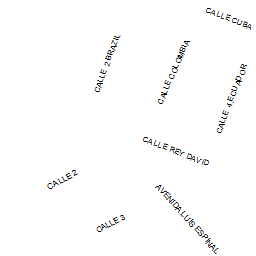 CALLE CUBA
CALLE 2 BRAZIL
CALLE COLOMBIA
CALLE 4,ECUADOR
CALLE REY DAVID
CALLE 2
CALLE 3
AVENIDA LUIS ESPINAL